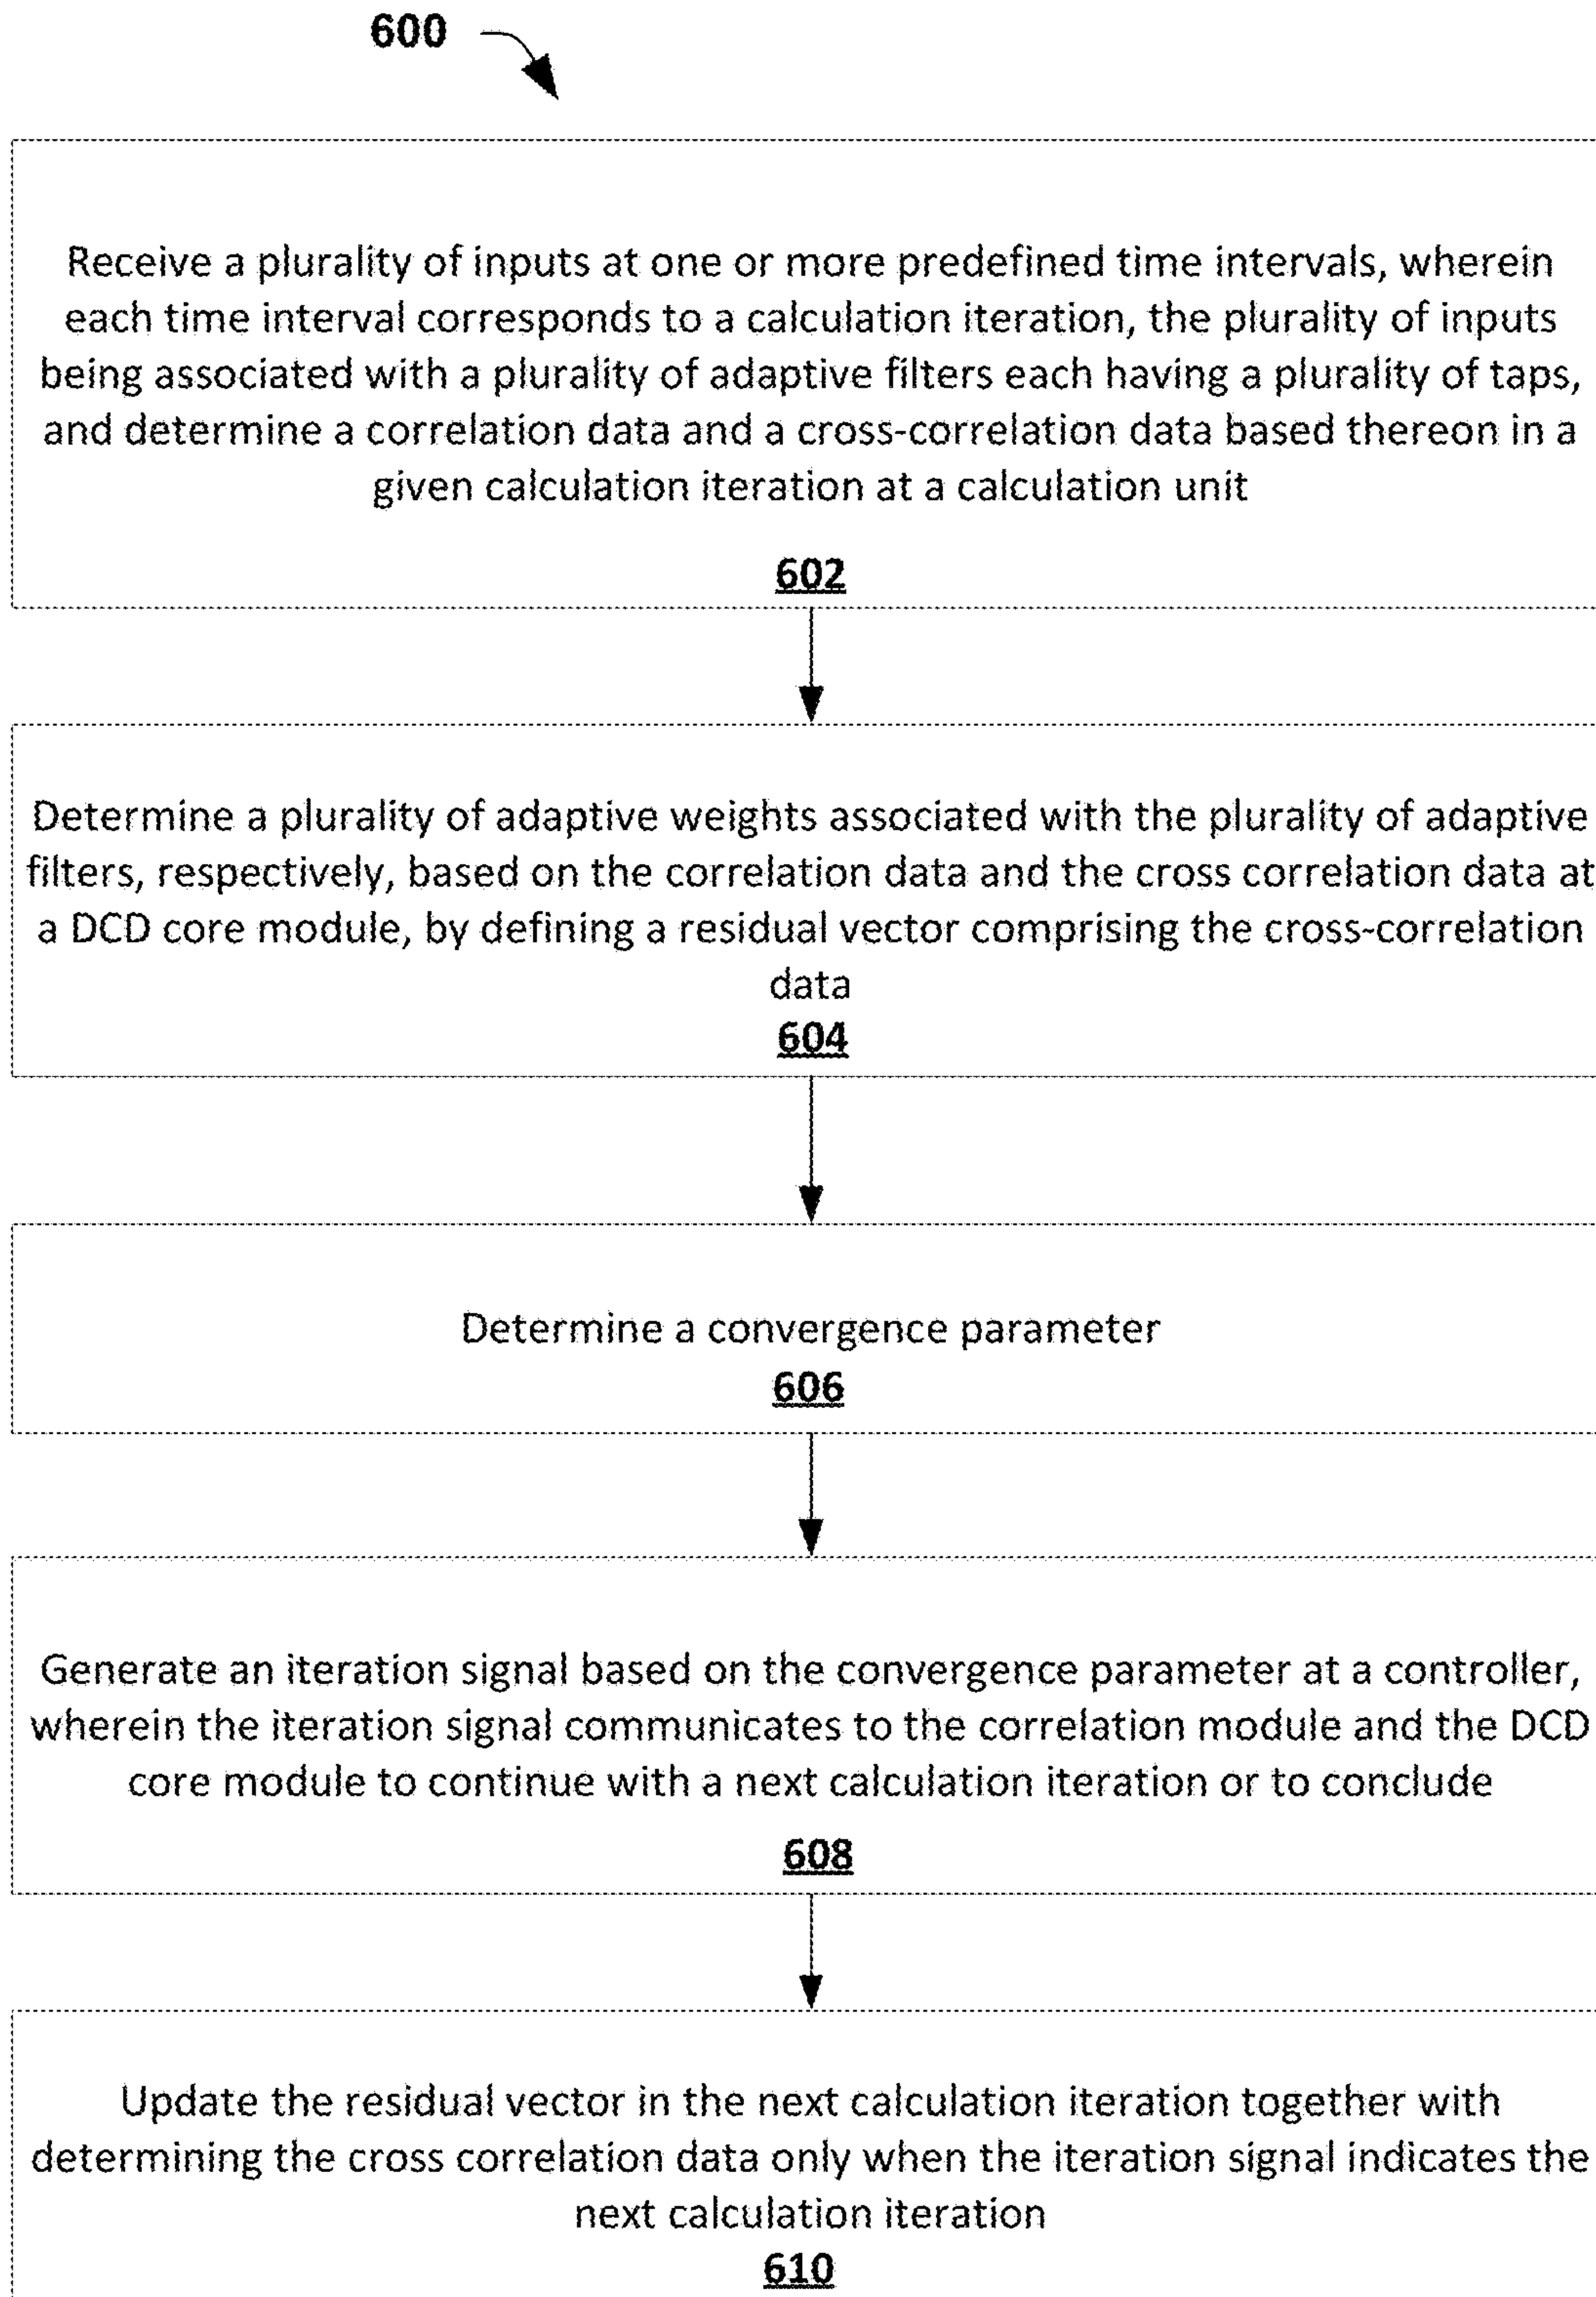 600
Receive a plurality of inputs at one or more predefined time intervals, wherein
each time interval corresponds to a calculation iteration, the plurality of inputs
being associated with a plurality of adaptive filters each having a plurality of taps,
and determine a correlation data and a cross-correlation data based thereon in a
given calculation iteration at a calculation unit
602
Determine a plurality of adaptive weights associated with the plurality of adaptive
filters, respectively, based on the correlation data and the cross correlation data at
a DCD core module, by defining a residual vector comprising the cross-correlation
data
604
Determine a convergence parameter
606
Generate an iteration signal based on the convergence parameter at a controller,
wherein the iteration signal communicates to the correlation module and the DCD
core module to continue with a next calculation iteration or to conclude
608
Update the residual vector in the next calculation iteration together with
determining the cross correlation data only when the iteration signal indicates the
next calculation iteration
610